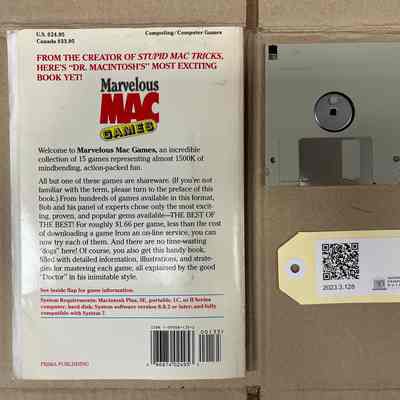 U.S. $24.95
Computing/Computer Games
Canada $33.95
FROM THE CREATOR OF STUPID MAC TRICKS,
HERE'S "DR. MACINTOSH'S" MOST EXCITING
BOOK YET!
Marvelous
MAC
GAMES
Welcome to Marvelous Mac Games, an incredible
collection of 15 games representing almost 1500K of
mindbending, action-packed fun.
All but one of these games are shareware. (If you're not
familiar with the term, please turn to the preface of this
book.) From hundreds of games available in this format,
Bob and his panel of experts chose only the most excit-
ing, proven, and popular gems available—THE BEST OF
THE BEST! For roughly $1.66 per game, less than the cost
of downloading a game from an on-line service, you can
now try each of them. And there are no time-wasting
"dogs" here! Of course, you also get this handy book,
filled with detailed information, illustrations, and strate-
gies for mastering each game, all explained by the good
"Doctor" in his inimitable style.
See inside flap for game information.
System Requirements: Macintosh Plus, SE, portable, LC, or II Series
computer; hard disk; System software version 6.0.2 or later; and fully
compatible with System 7.
PRIMA PUBLISHING
2023.3.128